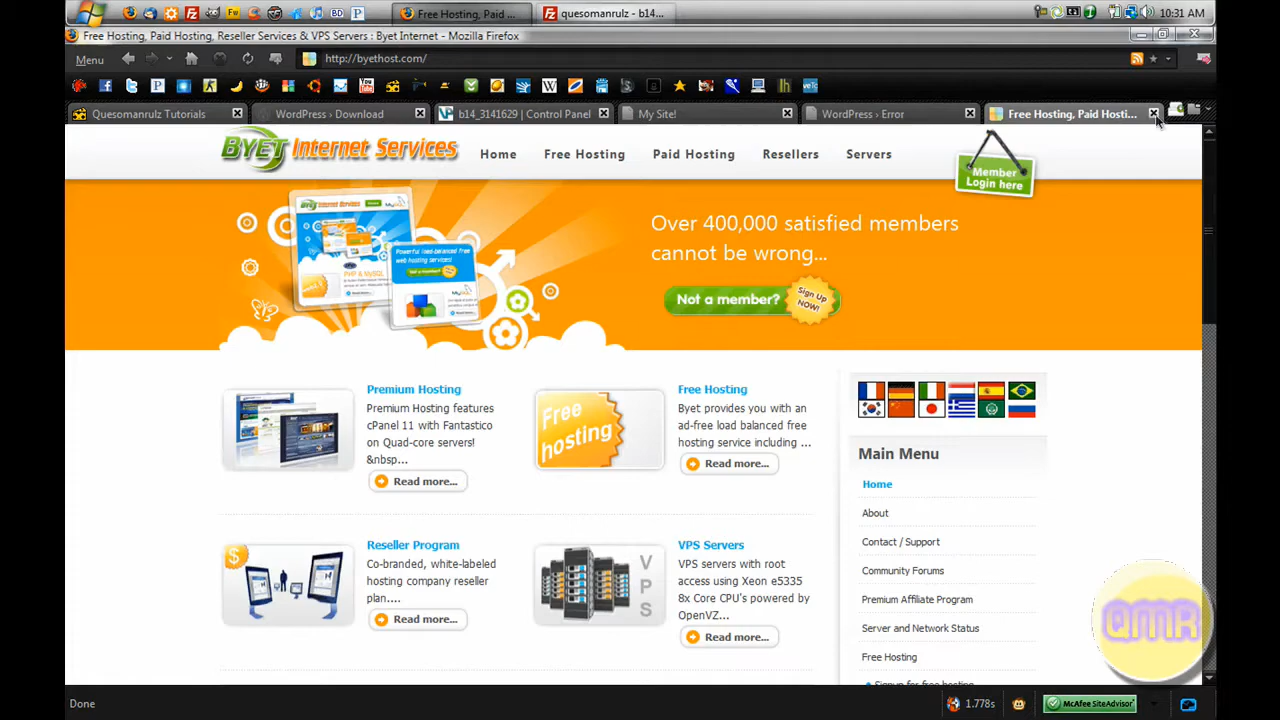 Free Hosting, Paid ...
quesomanrulz - b14...
10:31 AM
Free Hosting, Paid Hosting, Reseller Services & VPS Servers : Byet Internet - Mozilla Firefox
Menu
http://byethost.com/
Quesomanrulz Tutorials
WordPress › Download
b14_3141629 | Control Panel
My Site!
WordPress › Error
Free Hosting, Paid Hosti...
BYET Internet Services
Home
Free Hosting
Paid Hosting
Resellers
Servers
Member
Login here
Over 400,000 satisfied members
cannot be wrong...
Not a member?
Sign Up
NOW!
Premium Hosting
Premium Hosting features
cPanel 11 with Fantastico
on Quad-core servers!
&nbsp...
Read more...
Free
hosting
Free Hosting
Byet provides you with an
ad-free load balanced free
hosting service including ...
Read more...
Reseller Program
Co-branded, white-labeled
hosting company reseller
plan....
Read more...
VPS
VPS Servers
VPS servers with root
access using Xeon e5335
8x Core CPU's powered by
OpenVZ...
Read more...
Main Menu
Home
About
Contact / Support
Community Forums
Premium Affiliate Program
Server and Network Status
Free Hosting
Signup for free hosting
QMR
Done
1.778s
McAfee SiteAdvisor